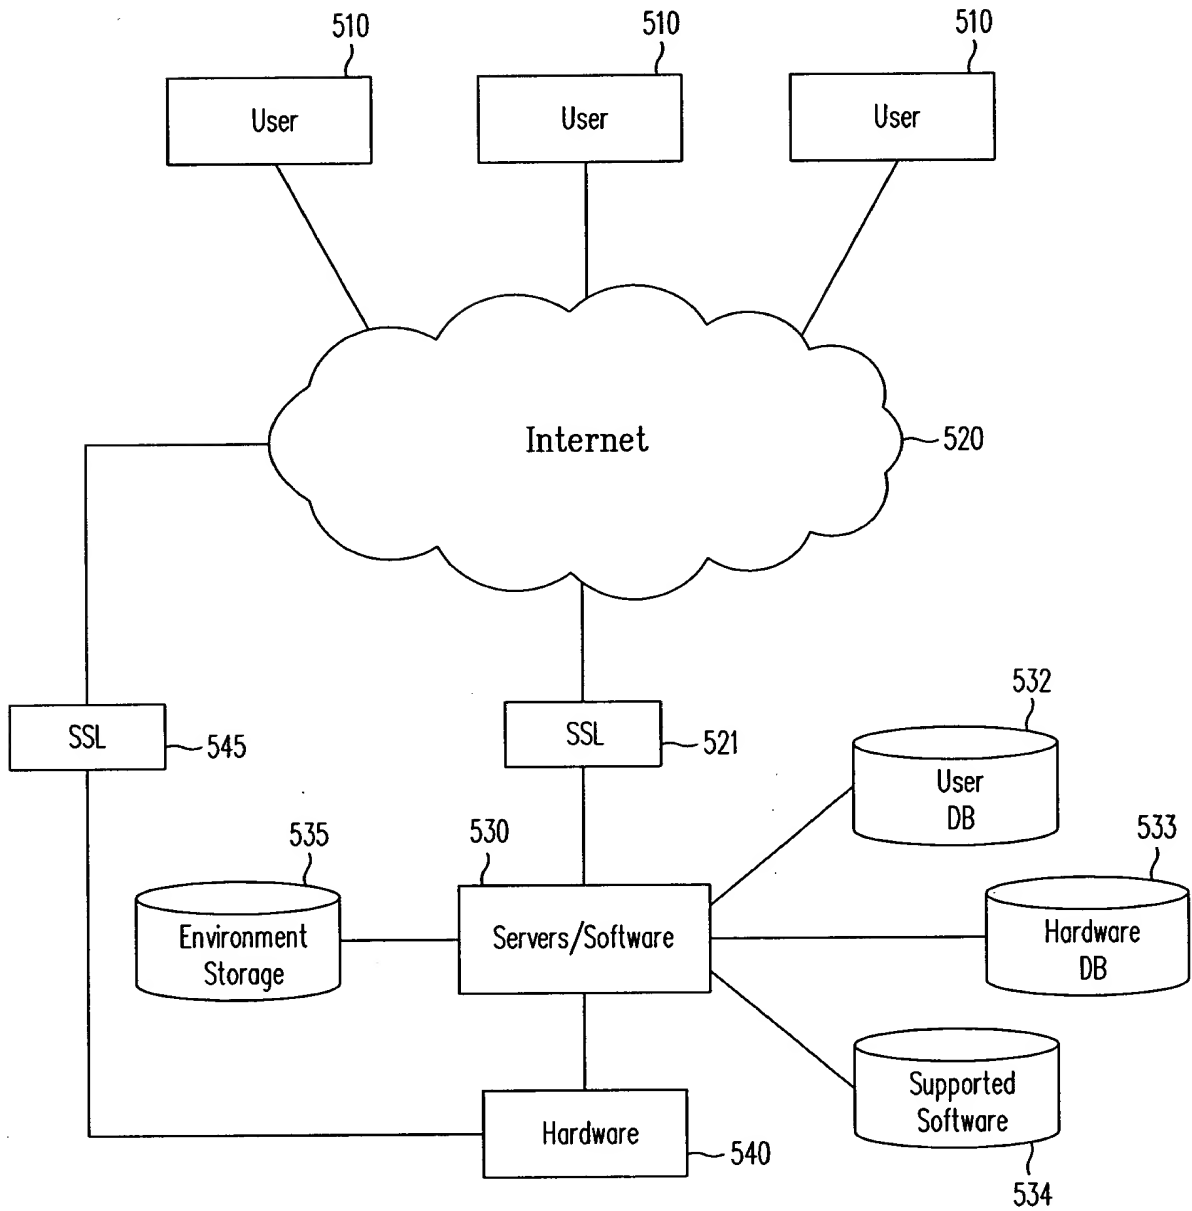 510
510
510
User
User
User
Internet
520
SSL
545
SSL
521
532
User
DB
533
Hardware
DB
535
530
Environment
Storage
Servers/Software
Supported
Software
534
Hardware
540